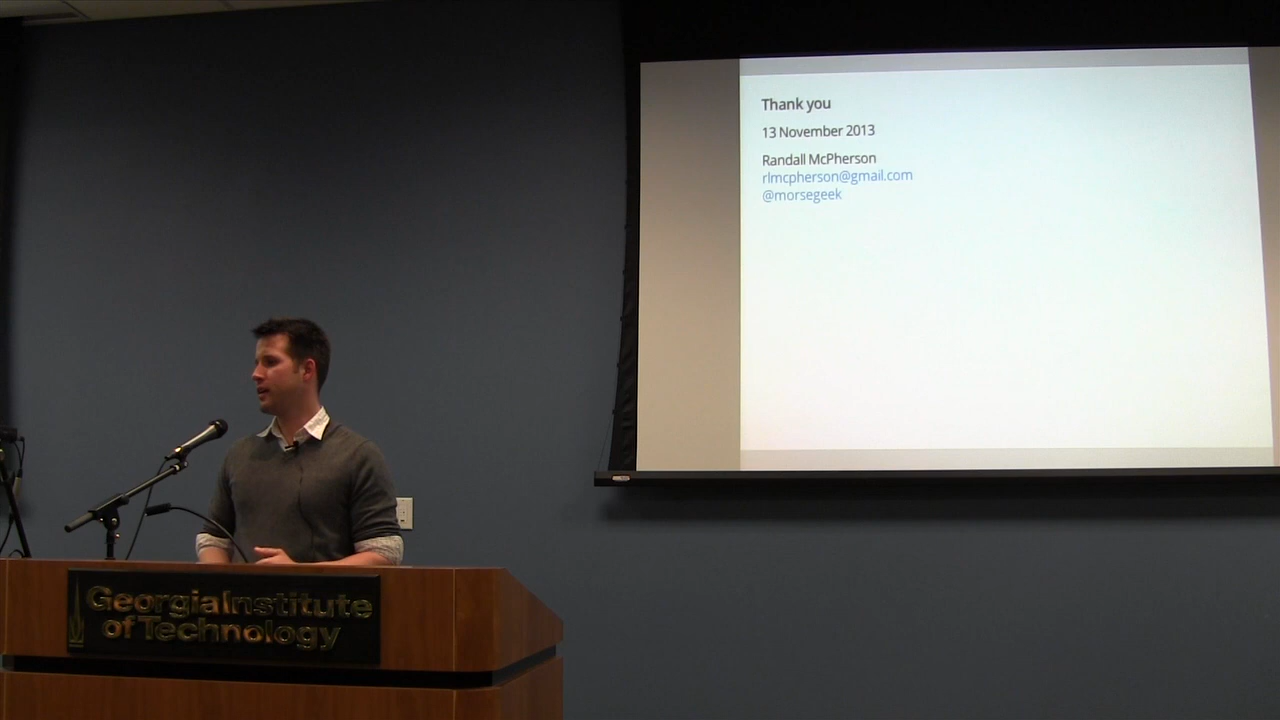 Thank you
13 November 2013
Randall McPherson
rlmcpherson@gmail.com
@morsegeek
Georgia Institute
of Technology